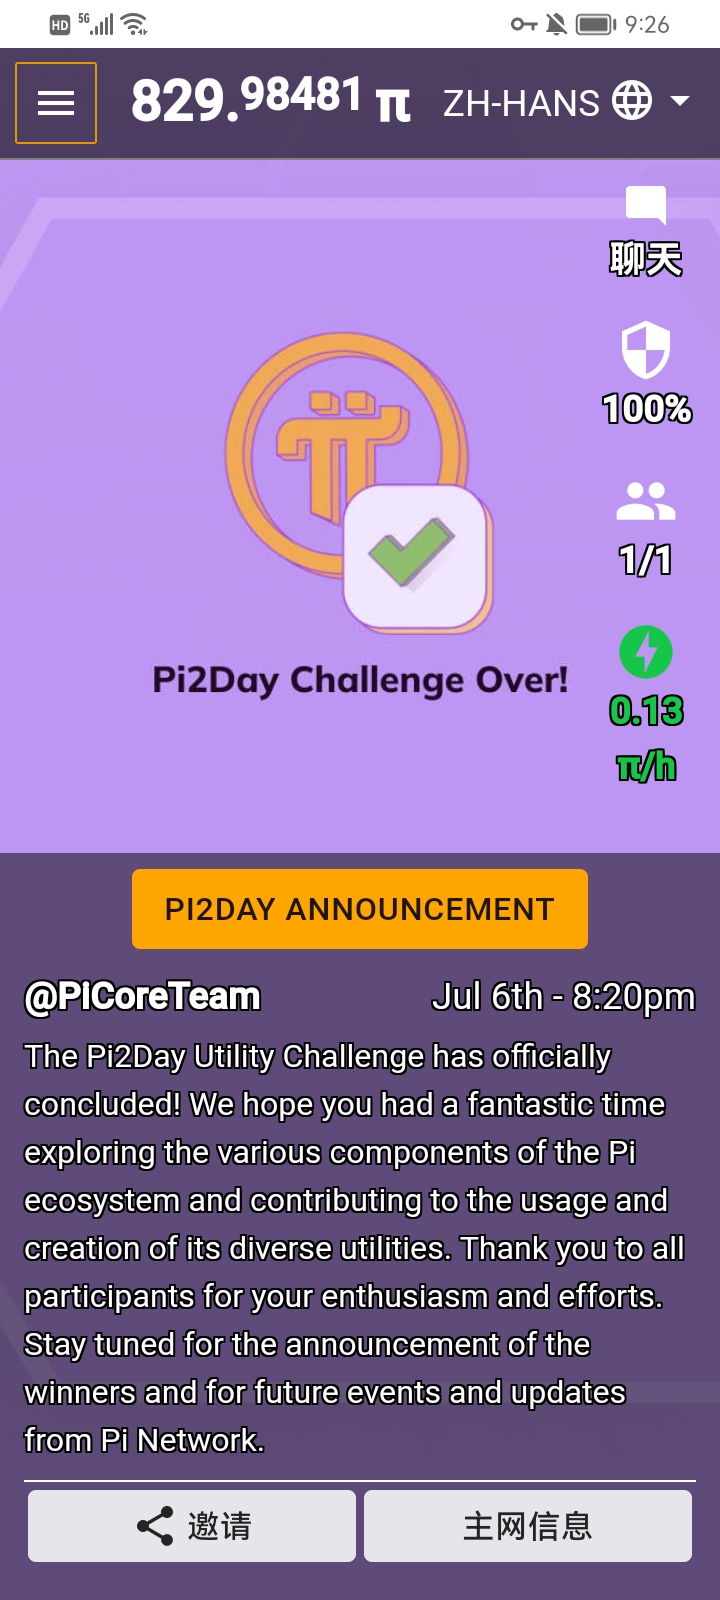 HD 5G 9:26
829.98481 π ZH-HANS
聊天
100%
1/1
0.13
π/h
Pi2Day Challenge Over!
PI2DAY ANNOUNCEMENT
@PiCoreTeam Jul 6th - 8:20pm
The Pi2Day Utility Challenge has officially
concluded! We hope you had a fantastic time
exploring the various components of the Pi
ecosystem and contributing to the usage and
creation of its diverse utilities. Thank you to all
participants for your enthusiasm and efforts.
Stay tuned for the announcement of the
winners and for future events and updates
from Pi Network.
邀请 主网信息